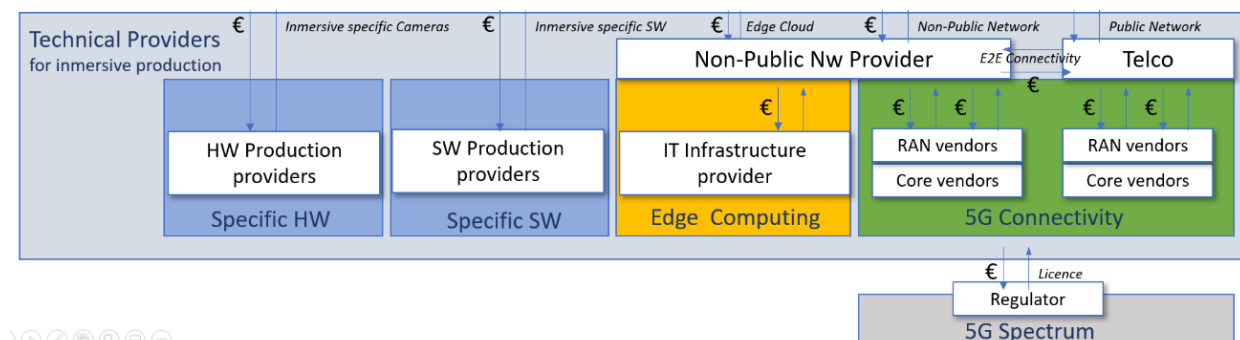 € Inmersive specific Cameras € Inmersive specific SW € Edge Cloud € Non-Public Network € Public Network
Technical Providers
for inmersive production
Non-Public Nw Provider
E2E Connectivity
€
Telco
HW Production
providers
Specific HW
SW Production
providers
Specific SW
€
IT Infrastructure
provider
Edge Computing
€ €
RAN vendors
Core vendors
€ €
RAN vendors
Core vendors
5G Connectivity
€ Licence
Regulator
5G Spectrum